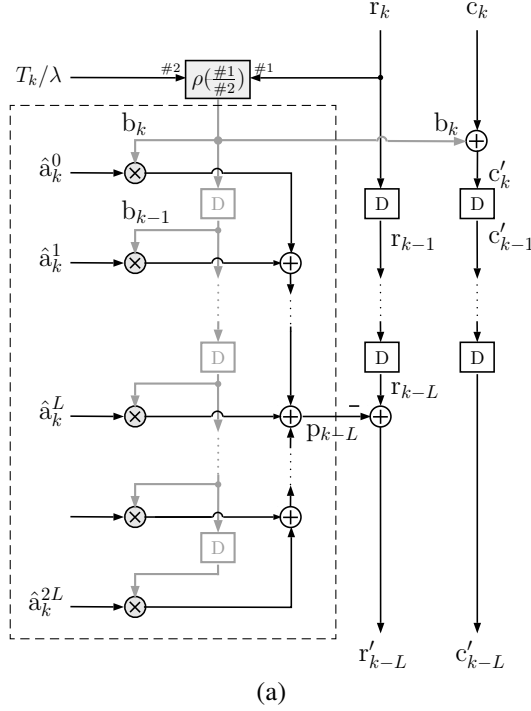 r_k c_k
T_k/λ #2 ρ(#1/#2) #1
b_k b_k
â_k^0 c′_k
D D D
b_{k−1} r_{k−1} c′_{k−1}
â_k^1
D D D
r_{k−L}
â_k^L − p_{k−L}
D
â_k^{2L}
r′_{k−L} c′_{k−L}
(a)